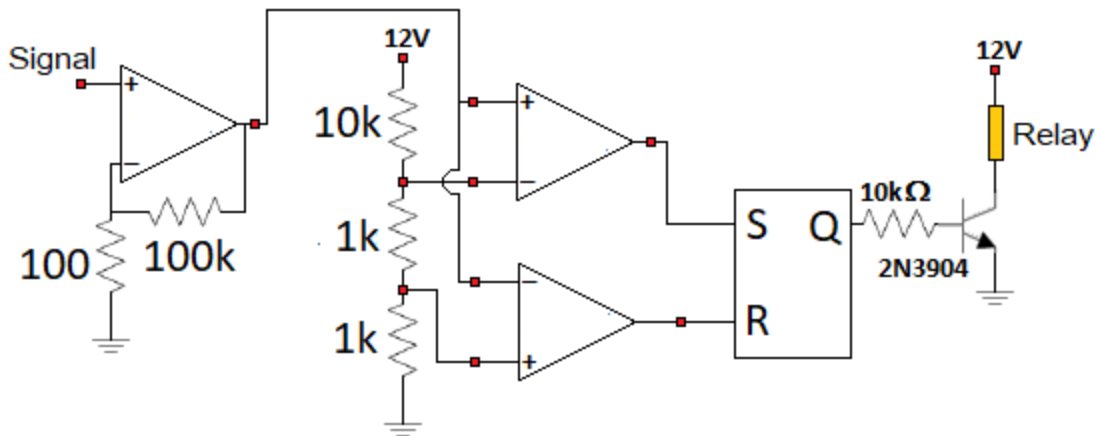 Signal
+
−
100
100k
12V
10k
1k
1k
+
−
−
+
S
Q
R
10kΩ
2N3904
12V
Relay